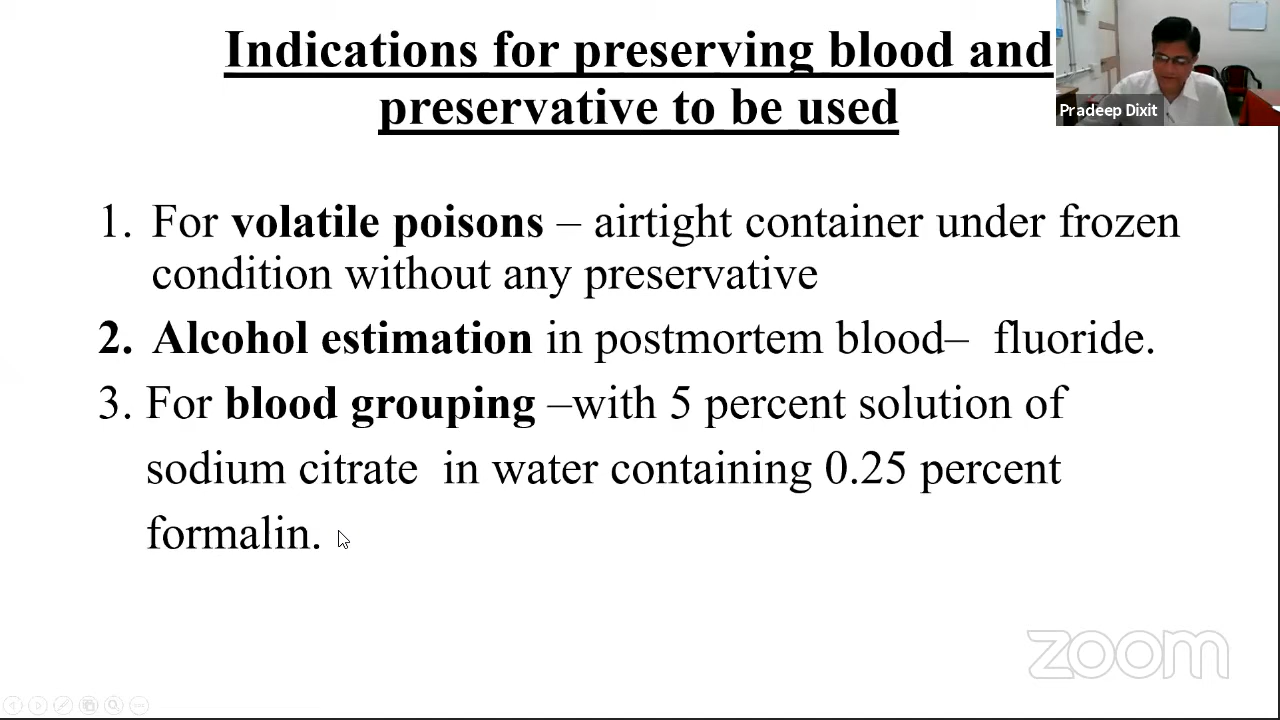 Indications for preserving blood and
preservative to be used
Pradeep Dixit
1. For volatile poisons – airtight container under frozen
condition without any preservative
2. Alcohol estimation in postmortem blood– fluoride.
3. For blood grouping –with 5 percent solution of
sodium citrate in water containing 0.25 percent
formalin.
zoom